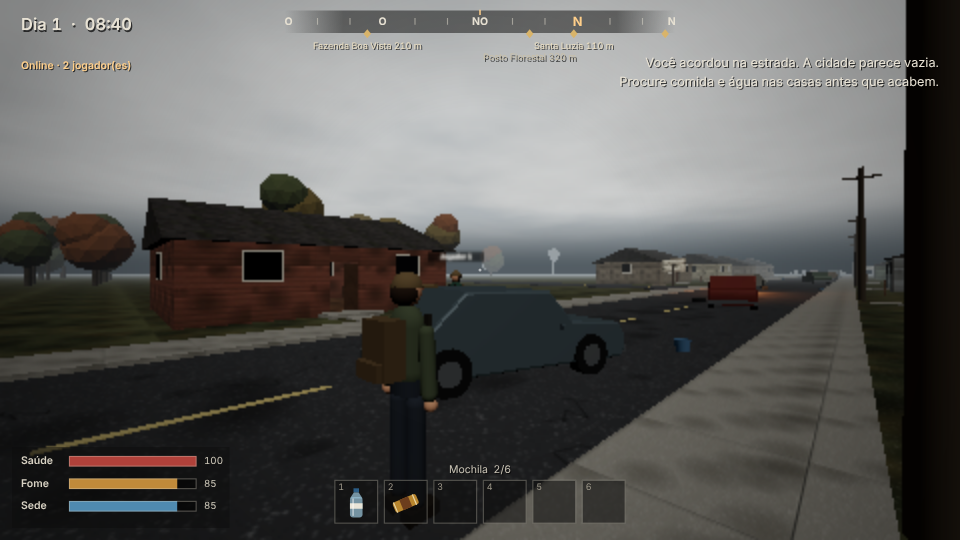 Dia 1 · 08:40
O O NO N N
Fazenda Boa Vista 210 m
Santa Luzia 110 m
Posto Florestal 320 m
Online · 2 jogador(es)
Você acordou na estrada. A cidade parece vazia.
Procure comida e água nas casas antes que acabem.
Saúde 100
Fome 85
Sede 85
Mochila 2/6
1 2 3 4 5 6